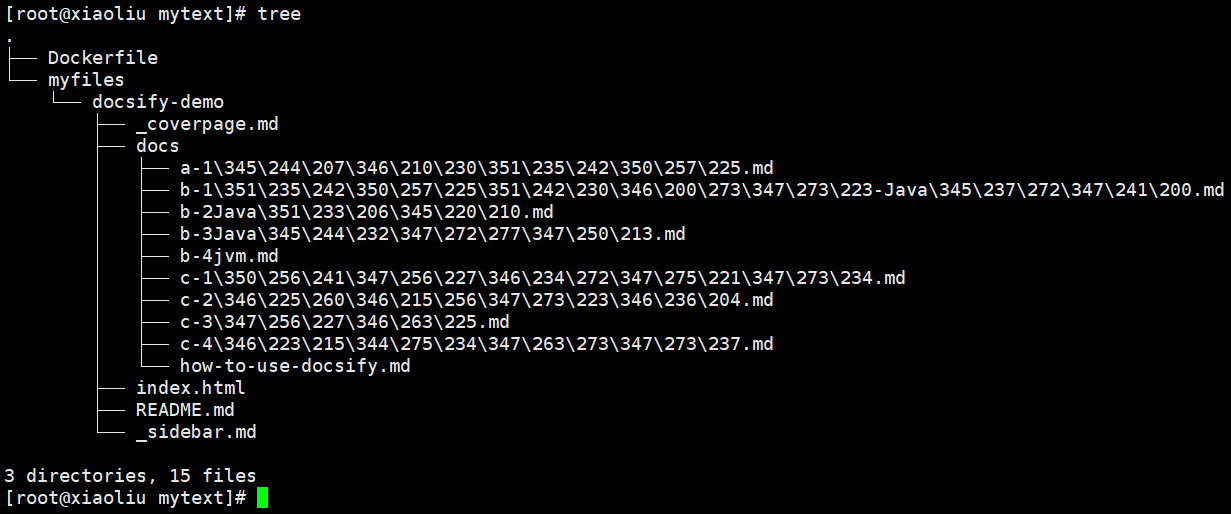 [root@xiaoliu mytext]# tree
.
├── Dockerfile
└── myfiles
    └── docsify-demo
        ├── _coverpage.md
        ├── docs
        │   ├── a-1\345\244\207\346\210\230\351\235\242\350\257\225.md
        │   ├── b-1\351\235\242\350\257\225\351\242\230\346\200\273\347\273\223-Java\345\237\272\347\241\200.md
        │   ├── b-2Java\351\233\206\345\220\210.md
        │   ├── b-3Java\345\244\232\347\272\277\347\250\213.md
        │   ├── b-4jvm.md
        │   ├── c-1\350\256\241\347\256\227\346\234\272\347\275\221\347\273\234.md
        │   ├── c-2\346\225\260\346\215\256\347\273\223\346\236\204.md
        │   ├── c-3\347\256\227\346\263\225.md
        │   ├── c-4\346\223\215\344\275\234\347\263\273\347\273\237.md
        │   └── how-to-use-docsify.md
        ├── index.html
        ├── README.md
        └── _sidebar.md
3 directories, 15 files
[root@xiaoliu mytext]#